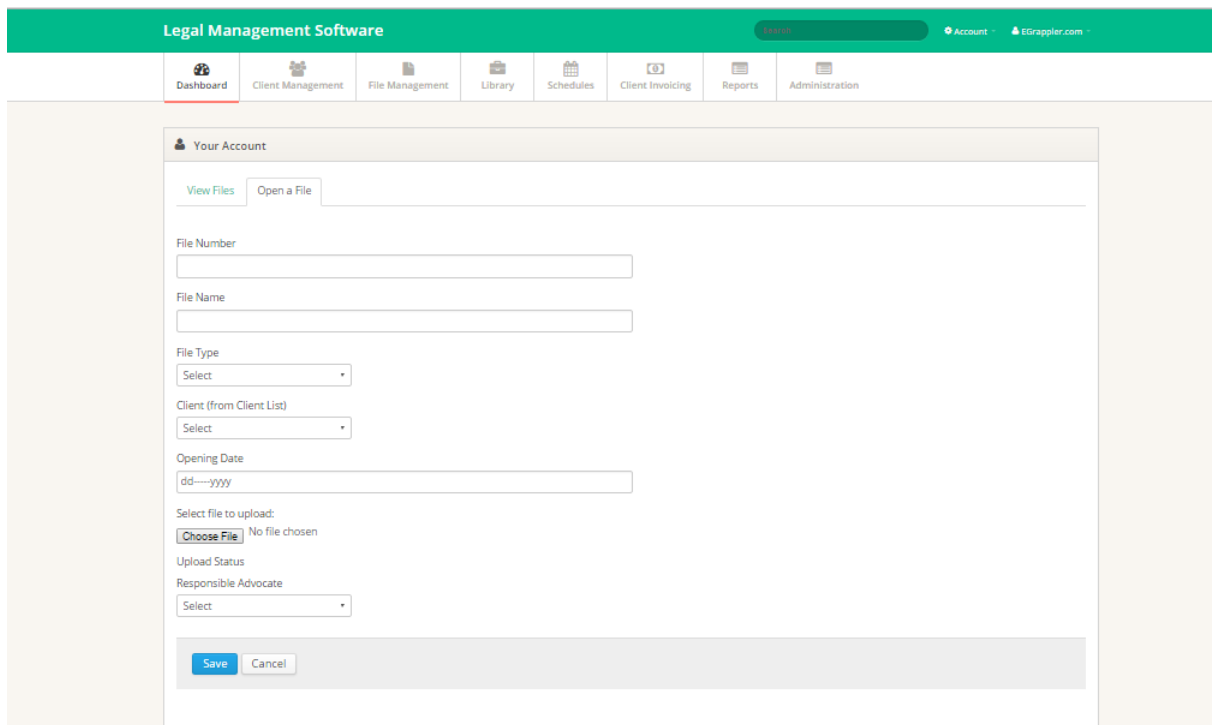 Legal Management Software
Search
Account
EGrappler.com
Dashboard
Client Management
File Management
Library
Schedules
Client Invoicing
Reports
Administration
Your Account
View Files
Open a File
File Number
File Name
File Type
Select
Client (from Client List)
Select
Opening Date
dd-----yyyy
Select file to upload:
Choose File No file chosen
Upload Status
Responsible Advocate
Select
Save
Cancel